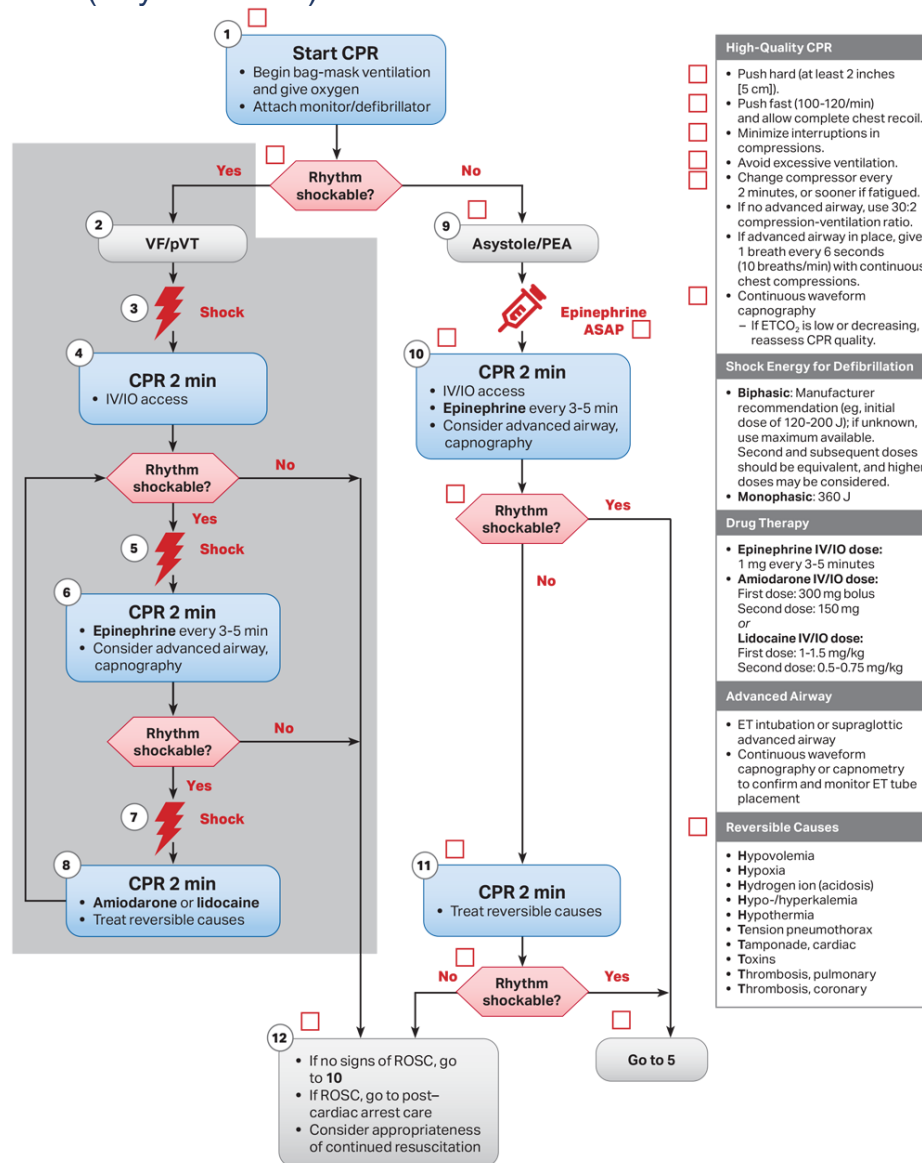 1
Start CPR
• Begin bag-mask ventilation
and give oxygen
• Attach monitor/defibrillator
Rhythm
shockable?
Yes
No
2
VF/pVT
3
Shock
4
CPR 2 min
• IV/IO access
Rhythm
shockable?
No
Yes
5
Shock
6
CPR 2 min
• Epinephrine every 3-5 min
• Consider advanced airway,
capnography
Rhythm
shockable?
No
Yes
7
Shock
8
CPR 2 min
• Amiodarone or lidocaine
• Treat reversible causes
9
Asystole/PEA
Epinephrine
ASAP
10
CPR 2 min
• IV/IO access
• Epinephrine every 3-5 min
• Consider advanced airway,
capnography
Rhythm
shockable?
Yes
No
11
CPR 2 min
• Treat reversible causes
No
Rhythm
shockable?
Yes
12
• If no signs of ROSC, go
to 10
• If ROSC, go to post–
cardiac arrest care
• Consider appropriateness
of continued resuscitation
Go to 5
High-Quality CPR
• Push hard (at least 2 inches
[5 cm]).
• Push fast (100-120/min)
and allow complete chest recoil.
• Minimize interruptions in
compressions.
• Avoid excessive ventilation.
• Change compressor every
2 minutes, or sooner if fatigued.
• If no advanced airway, use 30:2
compression-ventilation ratio.
• If advanced airway in place, give
1 breath every 6 seconds
(10 breaths/min) with continuous
chest compressions.
• Continuous waveform
capnography
– If ETCO₂ is low or decreasing,
reassess CPR quality.
Shock Energy for Defibrillation
• Biphasic: Manufacturer
recommendation (eg, initial
dose of 120-200 J); if unknown,
use maximum available.
Second and subsequent doses
should be equivalent, and higher
doses may be considered.
• Monophasic: 360 J
Drug Therapy
• Epinephrine IV/IO dose:
1 mg every 3-5 minutes
• Amiodarone IV/IO dose:
First dose: 300 mg bolus
Second dose: 150 mg
or
Lidocaine IV/IO dose:
First dose: 1-1.5 mg/kg
Second dose: 0.5-0.75 mg/kg
Advanced Airway
• ET intubation or supraglottic
advanced airway
• Continuous waveform
capnography or capnometry
to confirm and monitor ET tube
placement
Reversible Causes
• Hypovolemia
• Hypoxia
• Hydrogen ion (acidosis)
• Hypo-/hyperkalemia
• Hypothermia
• Tension pneumothorax
• Tamponade, cardiac
• Toxins
• Thrombosis, pulmonary
• Thrombosis, coronary